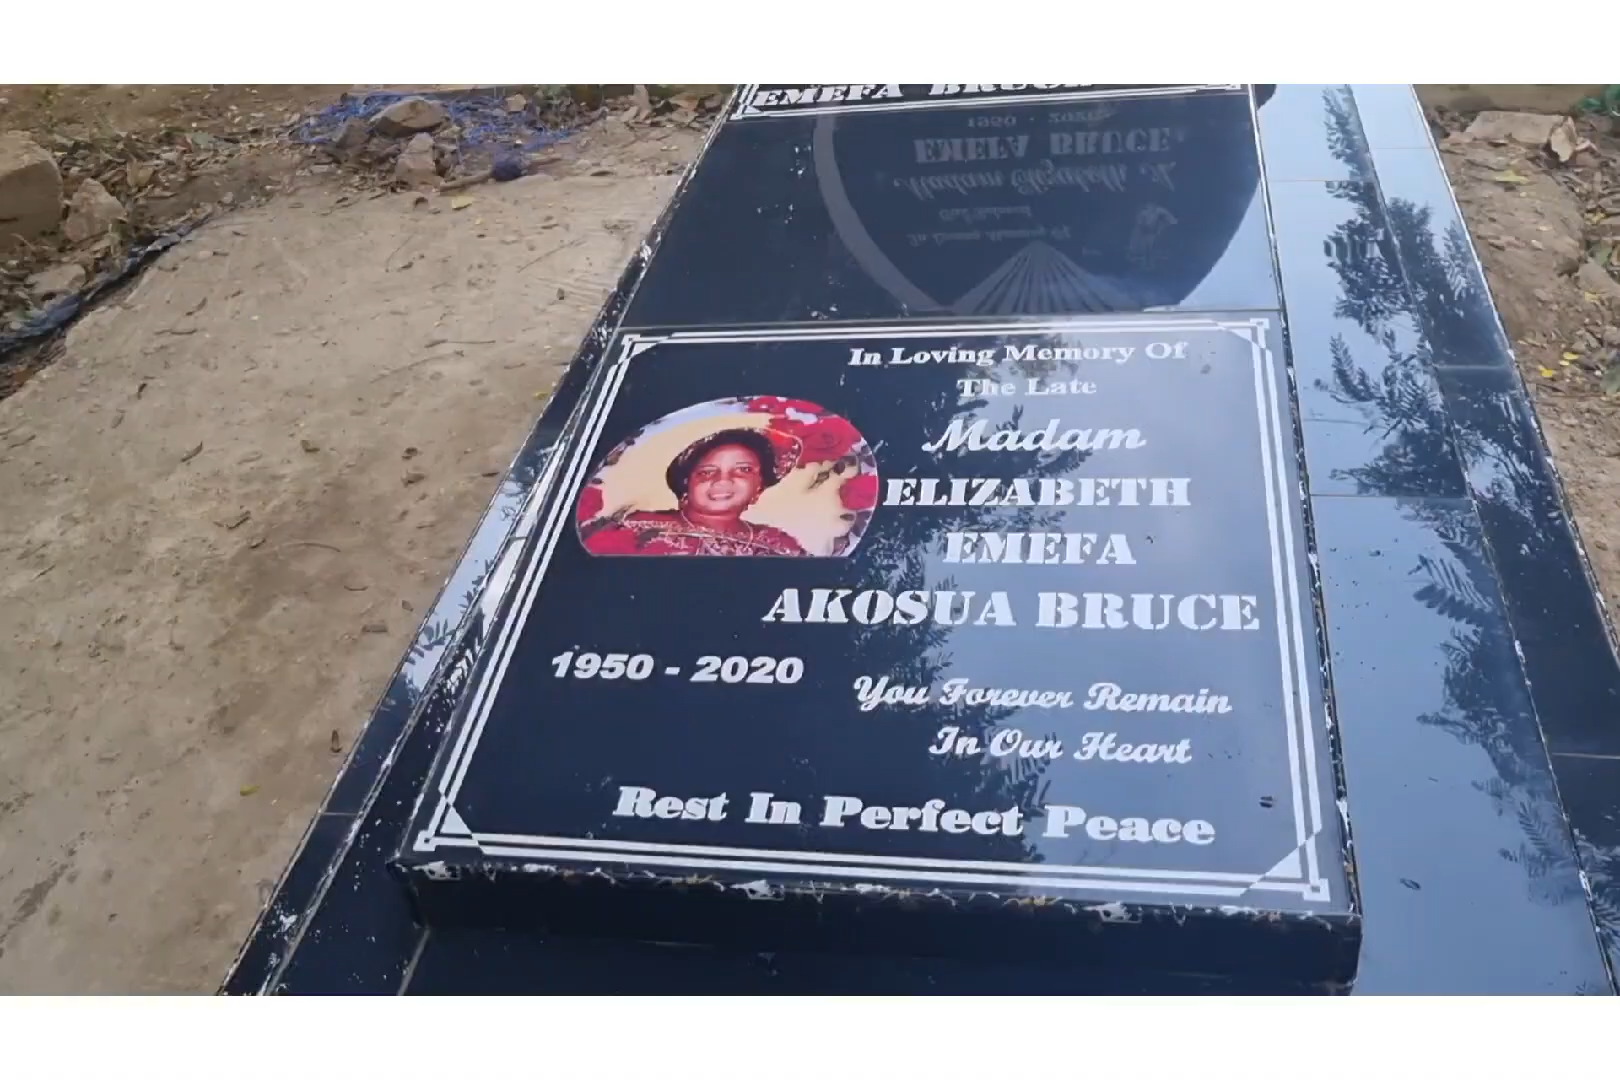 EMEFA BRUCE
In Loving Memory Of
The Late
Madam
ELIZABETH
EMEFA
AKOSUA BRUCE
1950 - 2020
You Forever Remain
In Our Heart
Rest In Perfect Peace